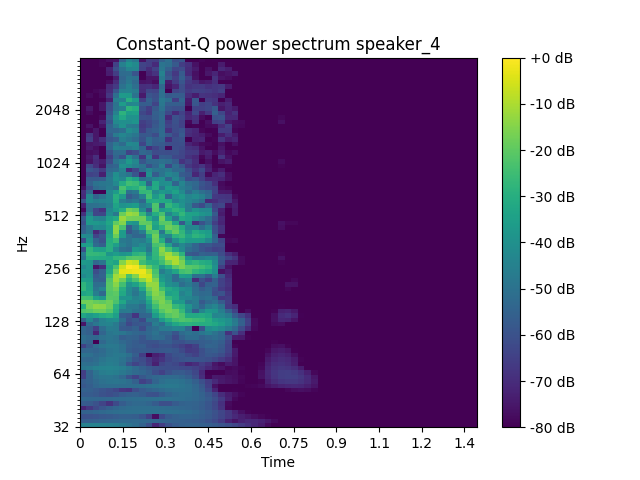 Constant-Q power spectrum speaker_4
Hz
2048
1024
512
256
128
64
32
0 0.15 0.3 0.45 0.6 0.75 0.9 1.1 1.2 1.4
Time
+0 dB
-10 dB
-20 dB
-30 dB
-40 dB
-50 dB
-60 dB
-70 dB
-80 dB